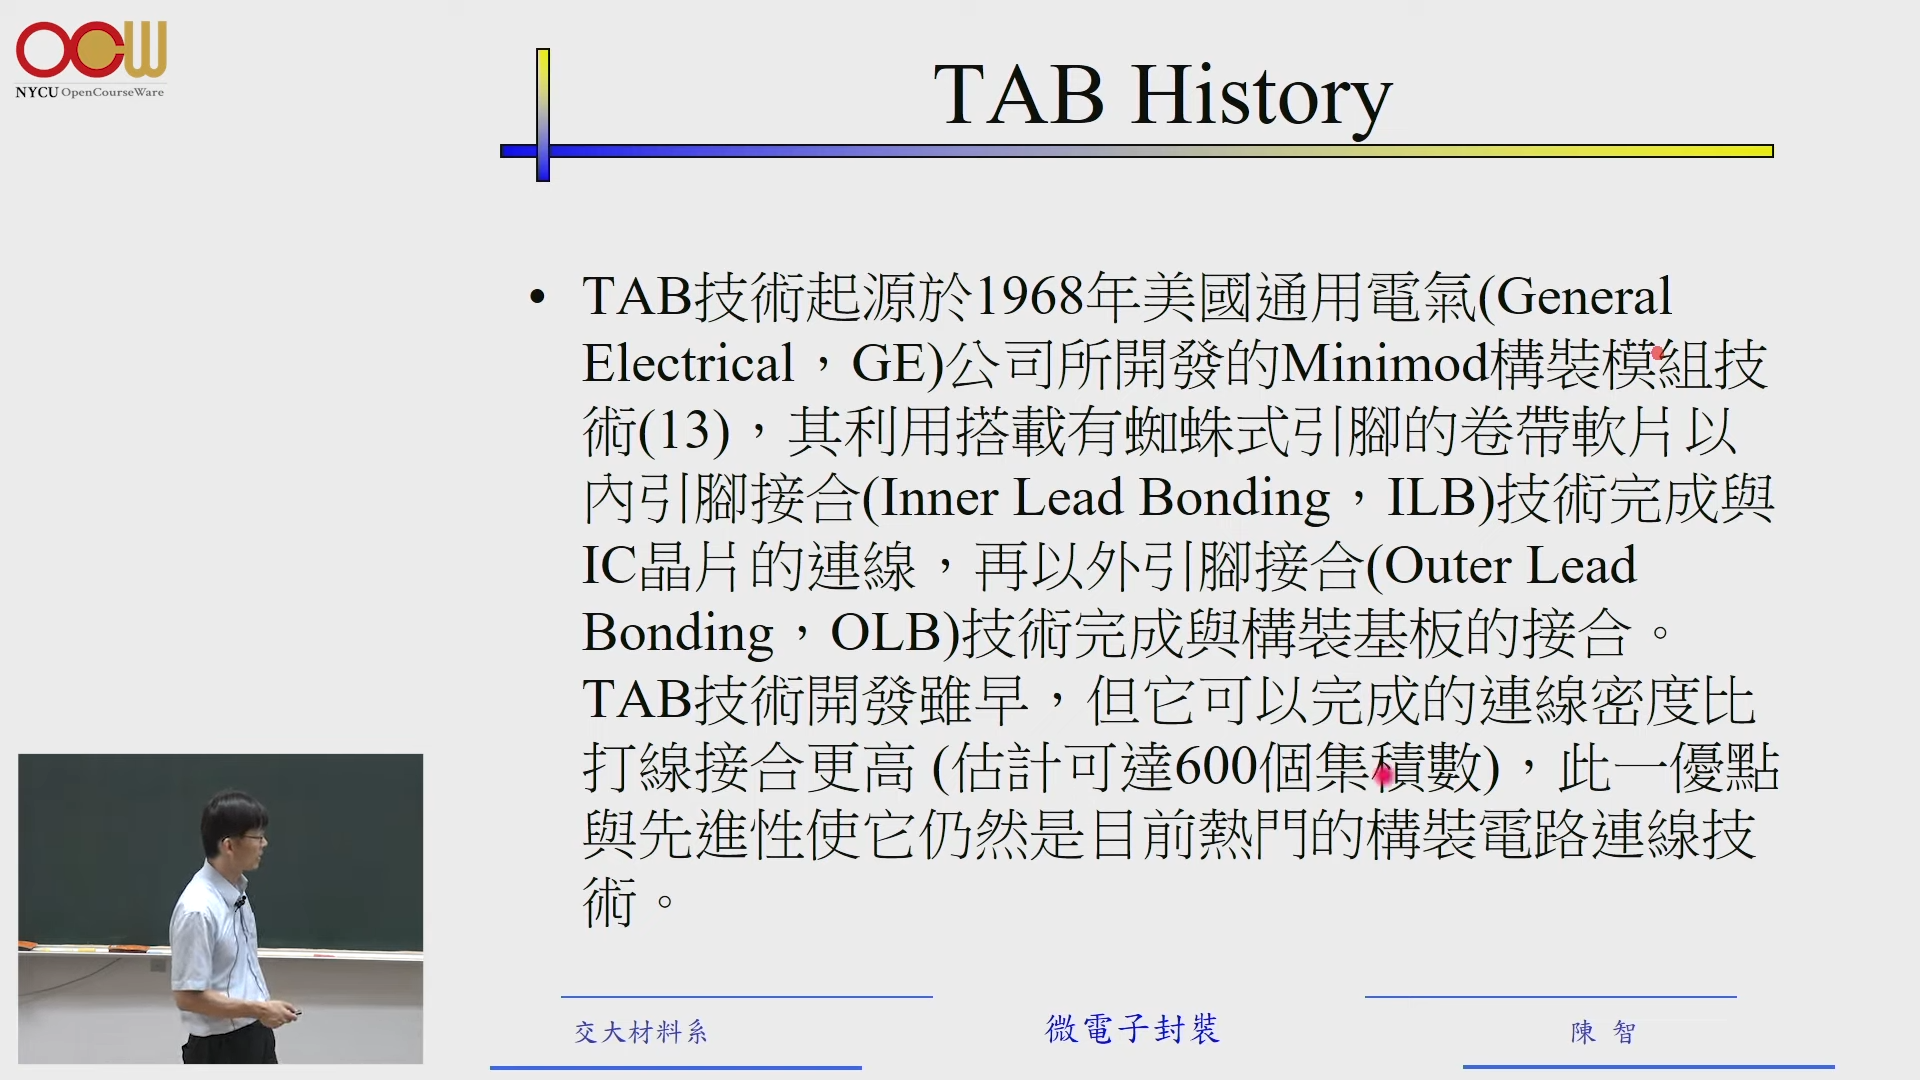 OCW
NYCU OpenCourseWare
TAB History
• TAB技術起源於1968年美國通用電氣(General
Electrical，GE)公司所開發的Minimod構裝模組技
術(13)，其利用搭載有蜘蛛式引腳的卷帶軟片以
內引腳接合(Inner Lead Bonding，ILB)技術完成與
IC晶片的連線，再以外引腳接合(Outer Lead
Bonding，OLB)技術完成與構裝基板的接合。
TAB技術開發雖早，但它可以完成的連線密度比
打線接合更高 (估計可達600個集積數)，此一優點
與先進性使它仍然是目前熱門的構裝電路連線技
術。
交大材料系
微電子封裝
陳 智